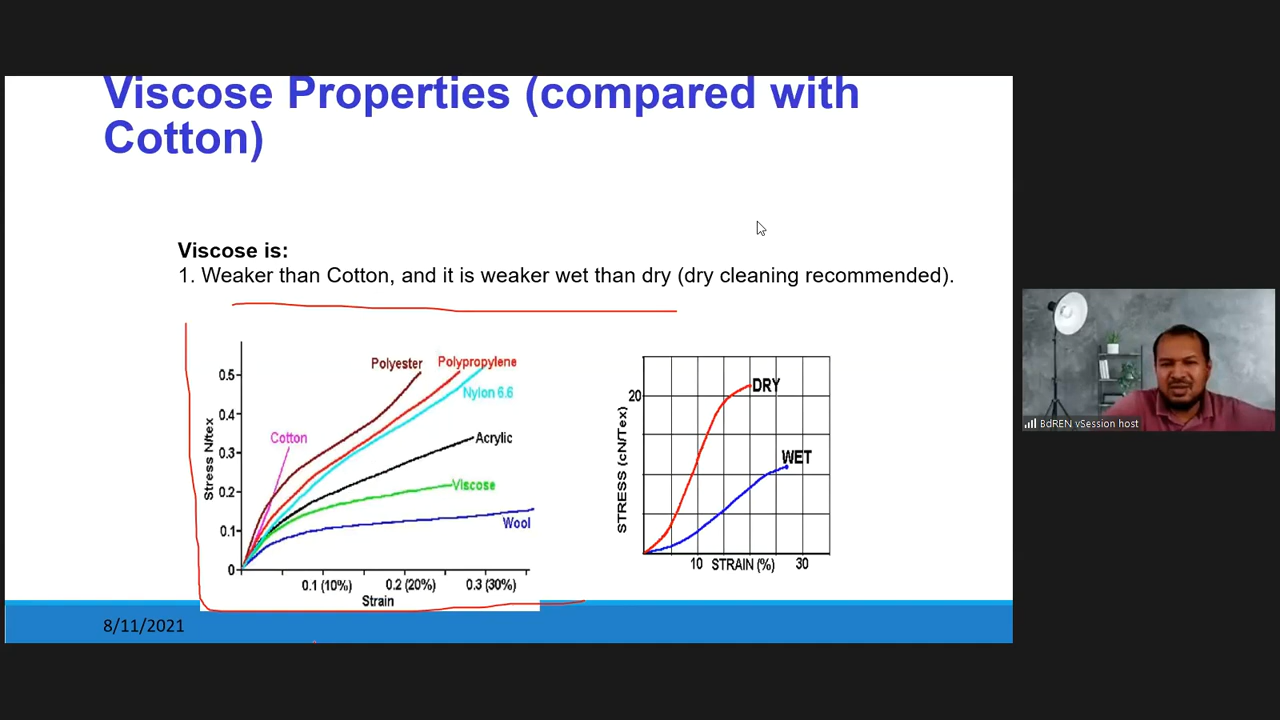 Viscose Properties (compared with
Cotton)
Viscose is:
1. Weaker than Cotton, and it is weaker wet than dry (dry cleaning recommended).
Stress N/tex
0.5
0.4
0.3
0.2
0.1
0
Polyester
Polypropylene
Nylon 6.6
Cotton
Acrylic
Viscose
Wool
0.1 (10%) 0.2 (20%) 0.3 (30%)
Strain
STRESS (cN/Tex)
20
DRY
WET
10 STRAIN (%) 30
BdREN vSession host
8/11/2021